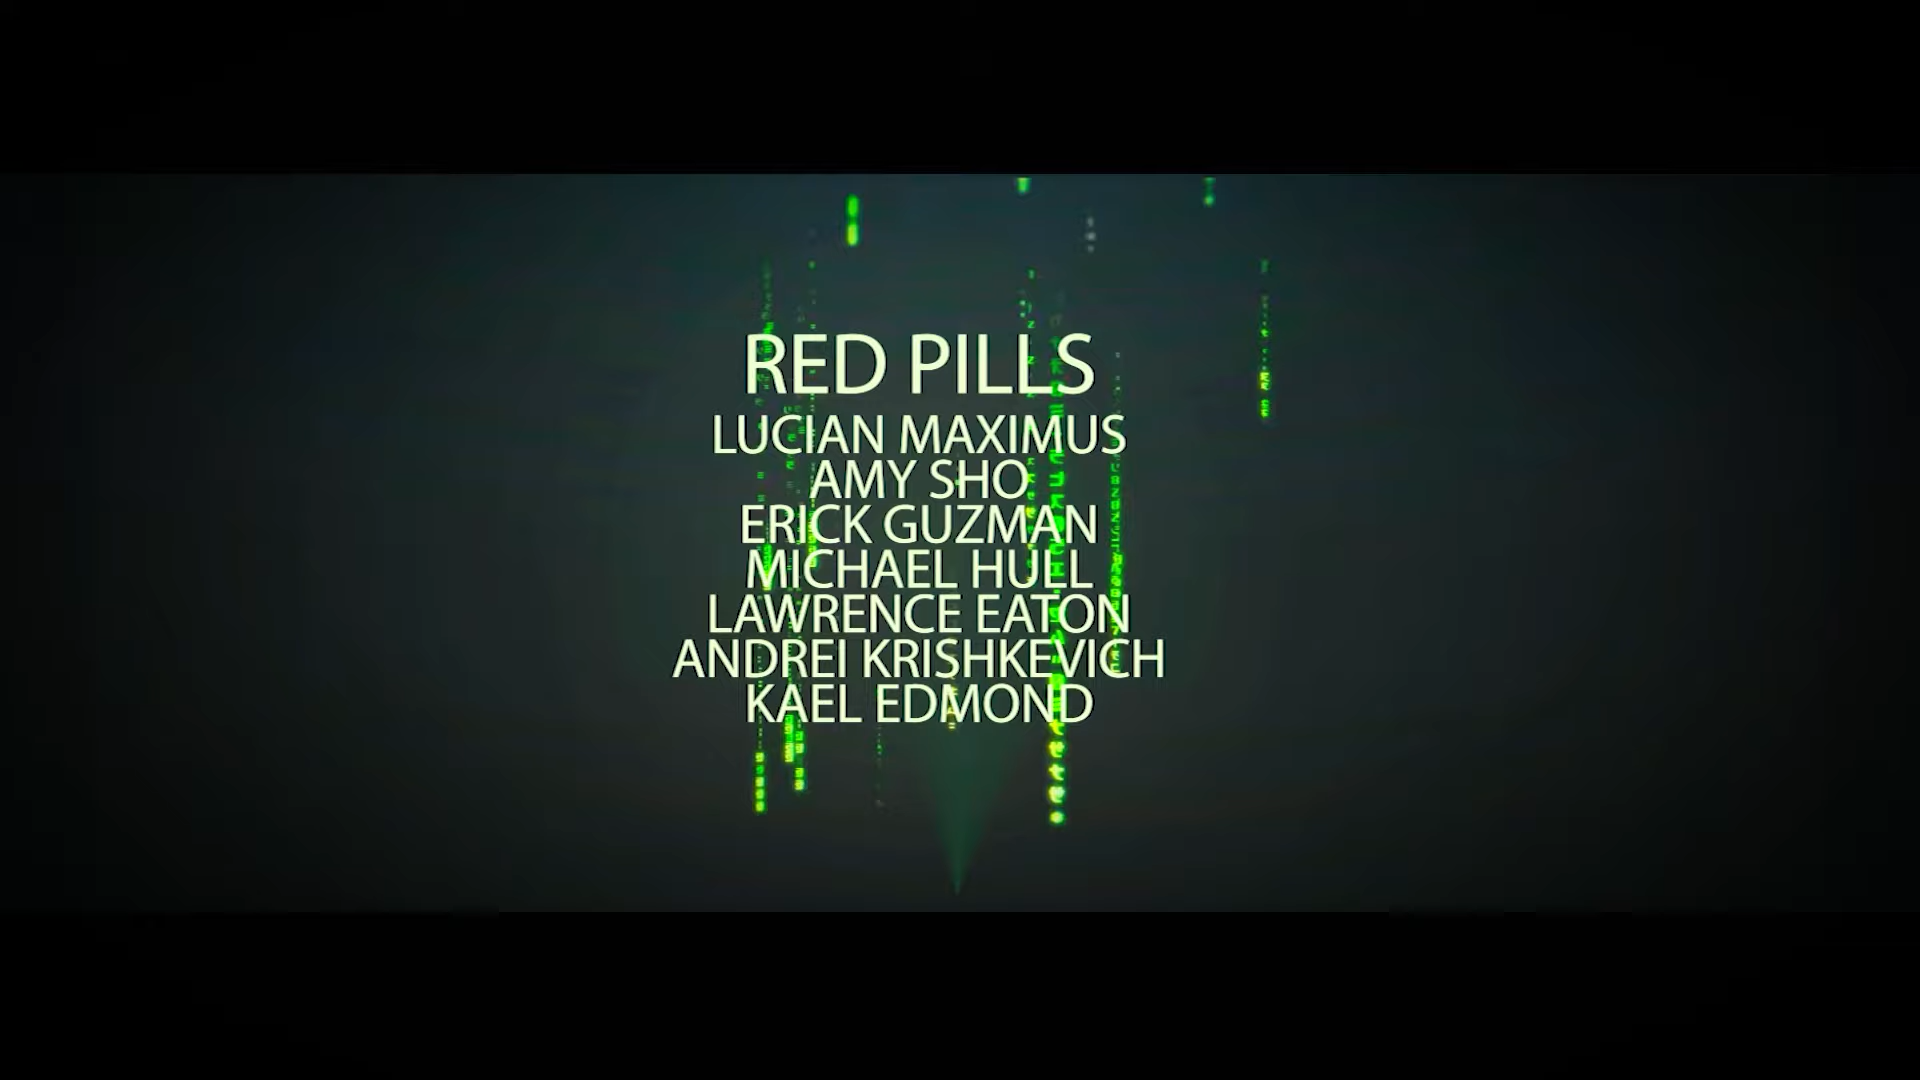 RED PILLS
LUCIAN MAXIMUS
AMY SHO
ERICK GUZMAN
MICHAEL HULL
LAWRENCE EATON
ANDREI KRISHKEVICH
KAEL EDMOND